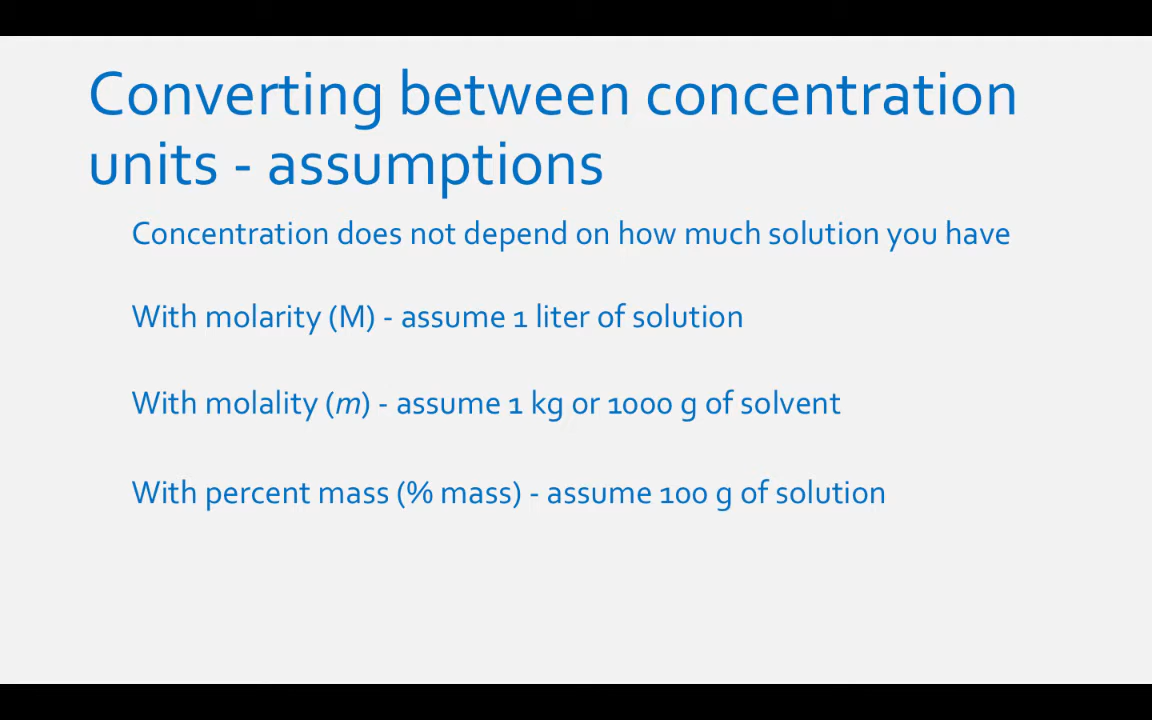 Converting between concentration
units - assumptions
Concentration does not depend on how much solution you have
With molarity (M) - assume 1 liter of solution
With molality (m) - assume 1 kg or 1000 g of solvent
With percent mass (% mass) - assume 100 g of solution